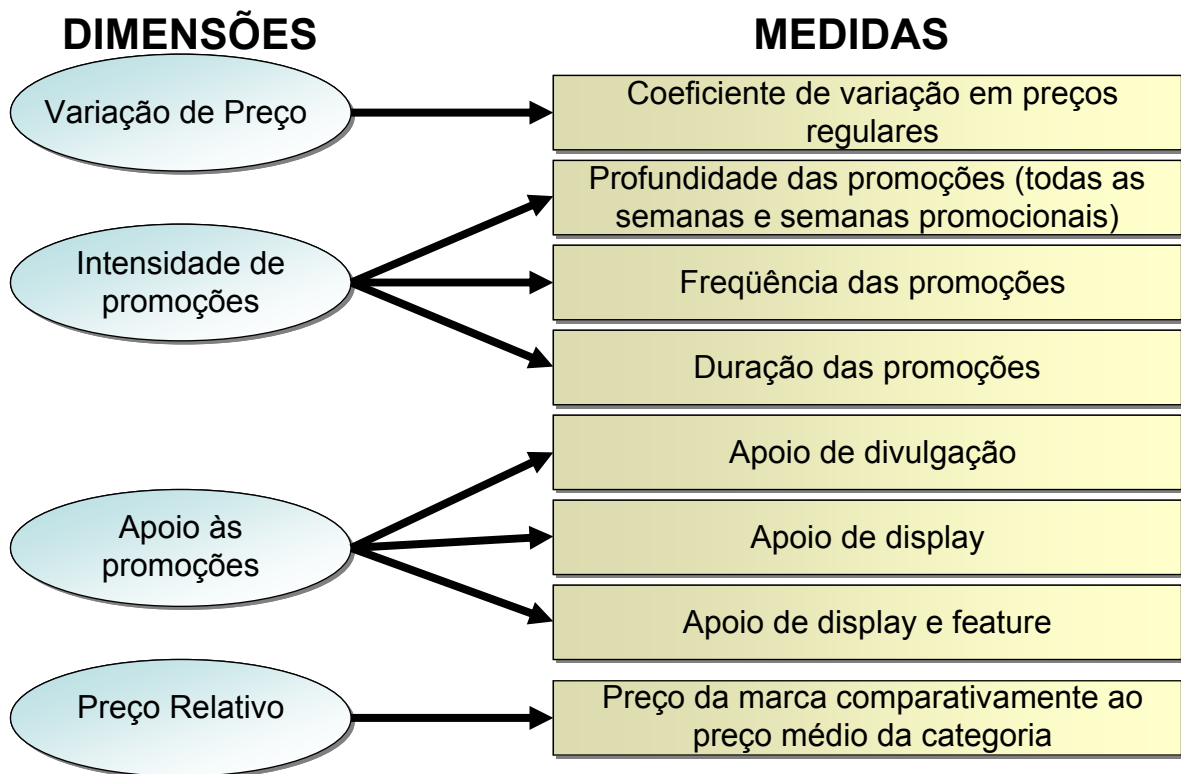 DIMENSÕES
MEDIDAS
Variação de Preço
Coeficiente de variação em preços
regulares
Intensidade de
promoções
Profundidade das promoções (todas as
semanas e semanas promocionais)
Freqüência das promoções
Duração das promoções
Apoio às
promoções
Apoio de divulgação
Apoio de display
Apoio de display e feature
Preço Relativo
Preço da marca comparativamente ao
preço médio da categoria